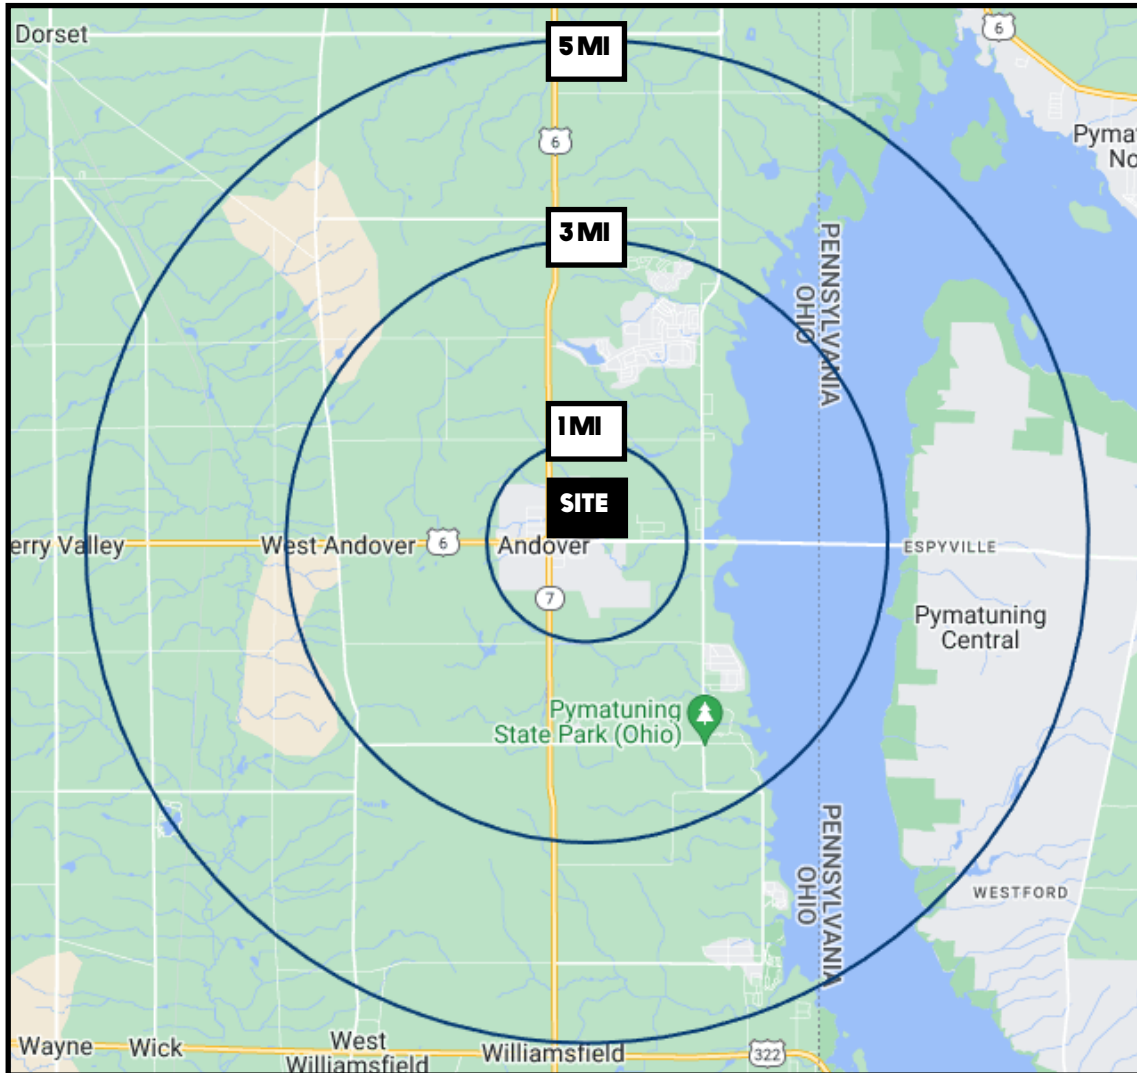 Dorset
5 MI
6
6
Pyma
No
3 MI
PENNSYLVANIA
OHIO
1 MI
SITE
erry Valley
West Andover
6
Andover
ESPYVILLE
7
Pymatuning
Central
Pymatuning
State Park (Ohio)
PENNSYLVANIA
OHIO
WESTFORD
Wayne
Wick
West
Williamsfield
Williamsfield
322